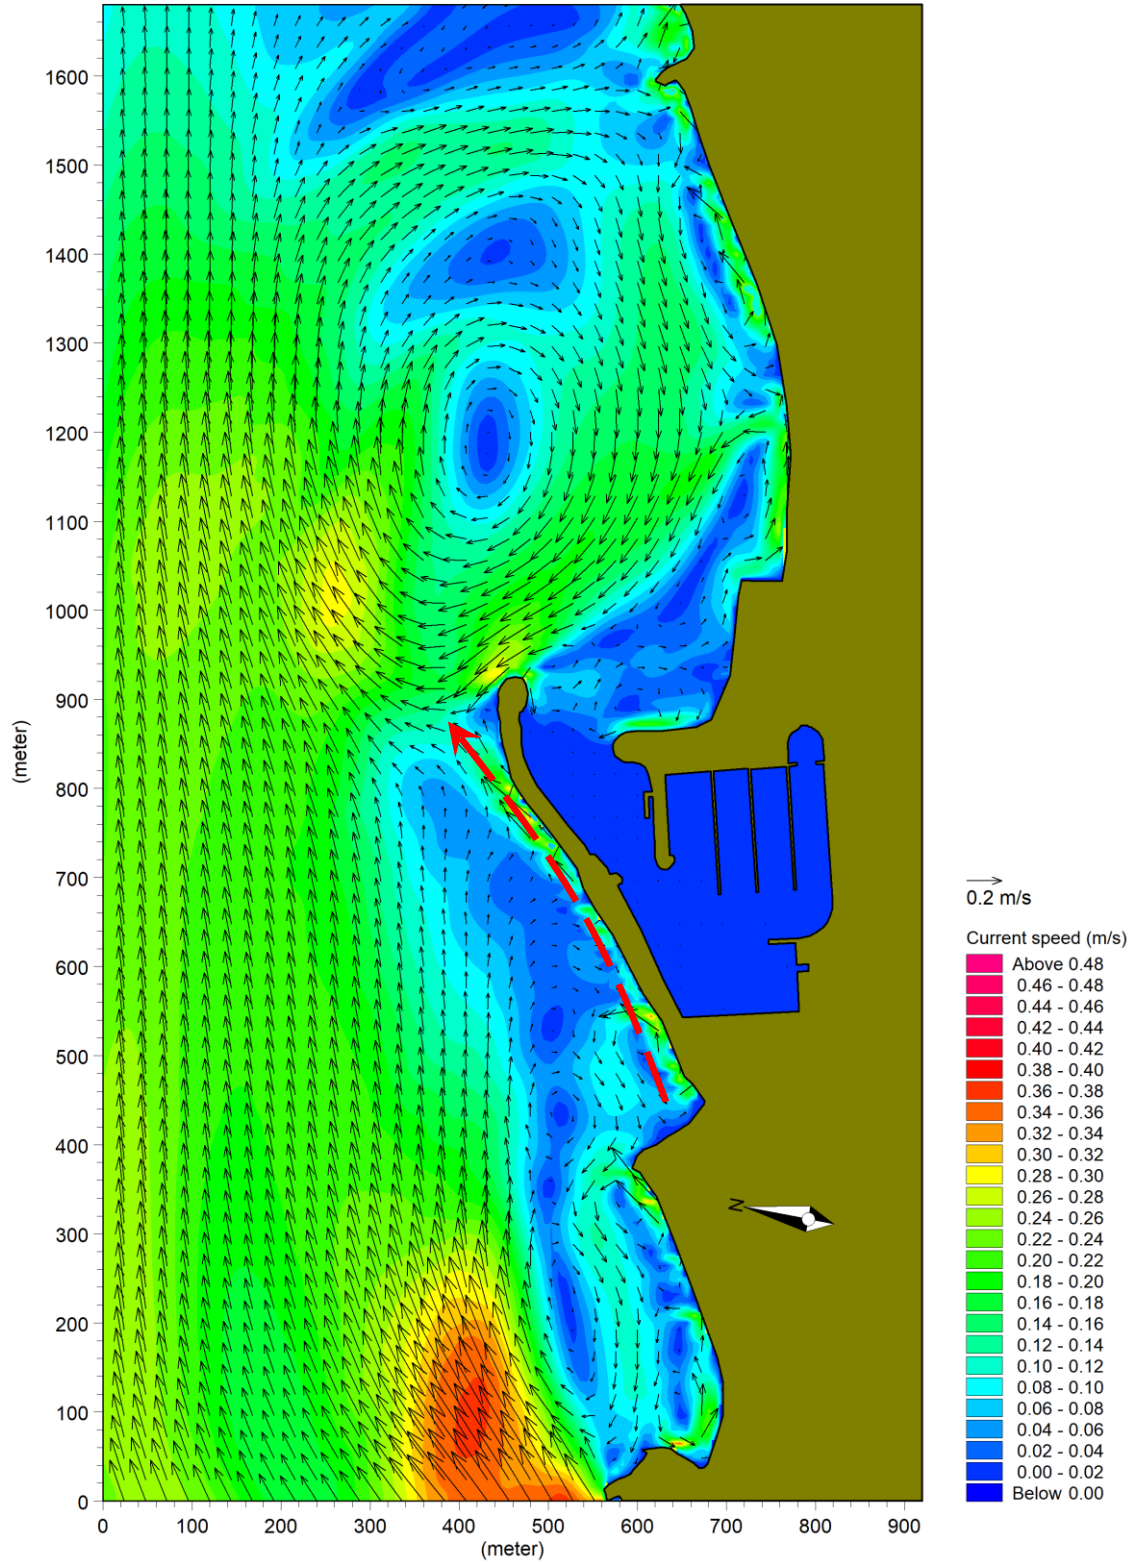 1600
1500
1400
1300
1200
1100
1000
900
800
700
600
500
400
300
200
100
0
(meter)
0 100 200 300 400 500 600 700 800 900
(meter)
N
0.2 m/s
Current speed (m/s)
Above 0.48
0.46 - 0.48
0.44 - 0.46
0.42 - 0.44
0.40 - 0.42
0.38 - 0.40
0.36 - 0.38
0.34 - 0.36
0.32 - 0.34
0.30 - 0.32
0.28 - 0.30
0.26 - 0.28
0.24 - 0.26
0.22 - 0.24
0.20 - 0.22
0.18 - 0.20
0.16 - 0.18
0.14 - 0.16
0.12 - 0.14
0.10 - 0.12
0.08 - 0.10
0.06 - 0.08
0.04 - 0.06
0.02 - 0.04
0.00 - 0.02
Below 0.00